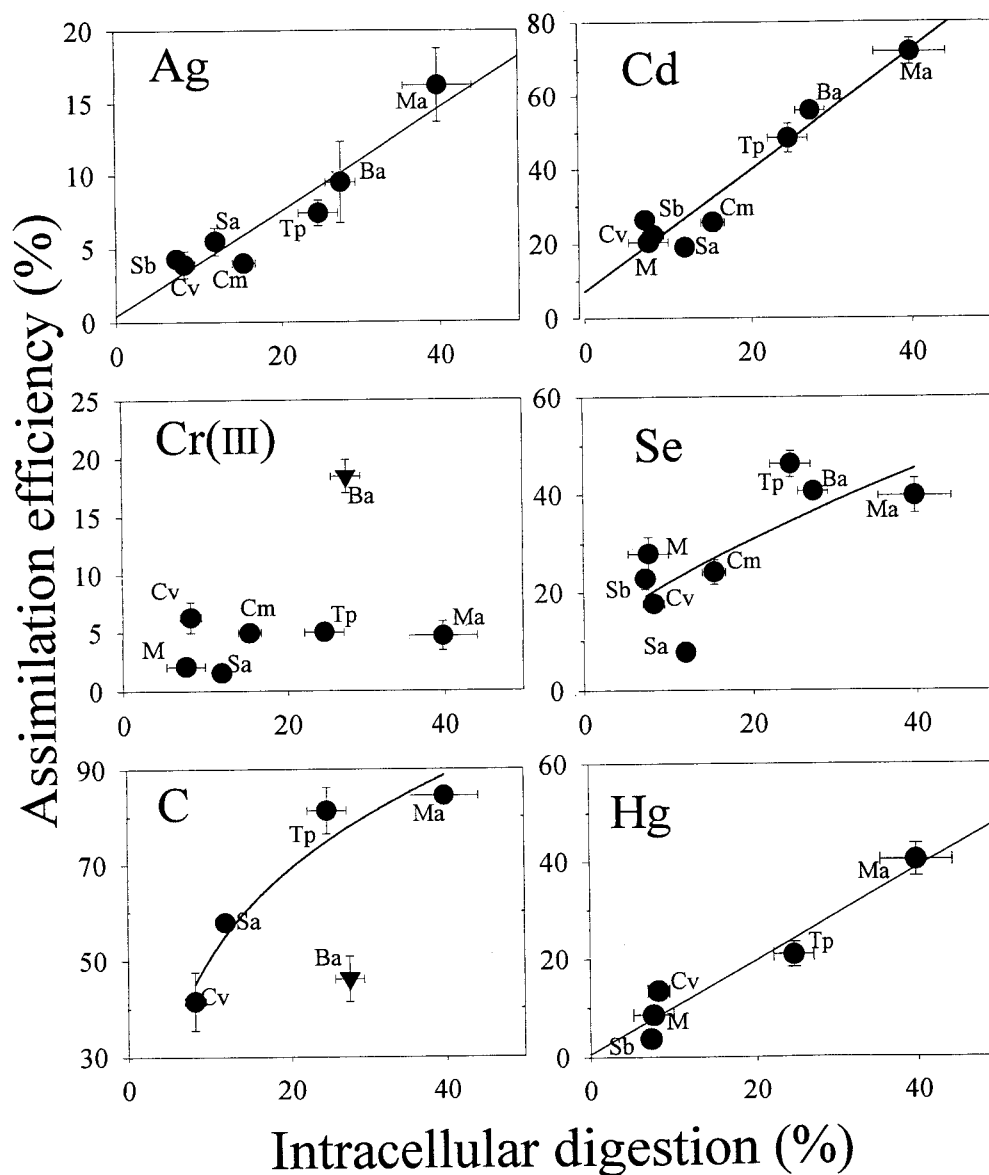 Assimilation efficiency (%)
Ag
20
15
10
5
0
0 20 40
Ma
Ba
Tp
Sa
Sb
Cv
Cm
Cd
80
60
40
20
0
0 20 40
Ma
Ba
Tp
Sb
Cm
Cv
M
Sa
Cr(III)
25
20
15
10
5
0
0 20 40
Ba
Cv
Cm
Tp
Ma
M
Sa
Se
60
40
20
0
0 20 40
Tp
Ba
Ma
M
Cm
Sb
Cv
Sa
C
90
70
50
30
0 20 40
Tp
Ma
Sa
Ba
Cv
Hg
60
40
20
0
0 20 40
Ma
Tp
Cv
M
Sb
Intracellular digestion (%)